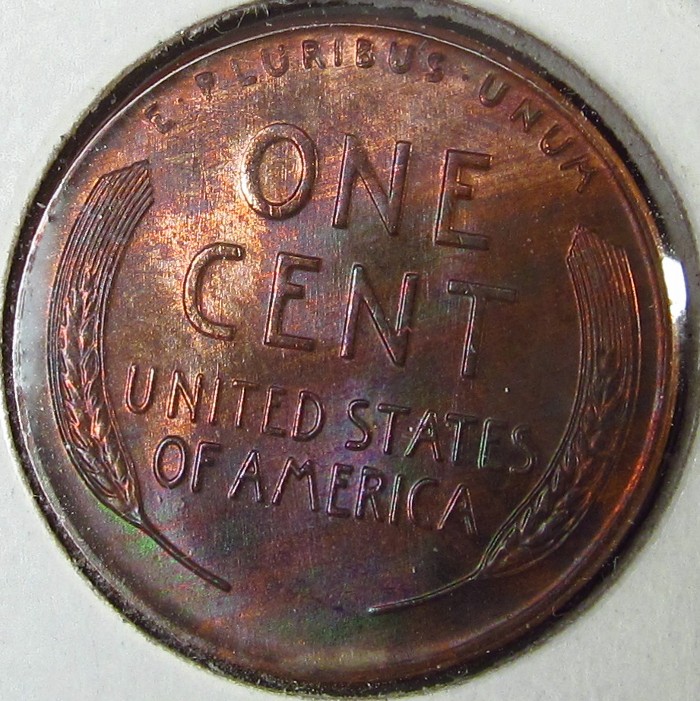 E·PLURIBUS·UNUM
ONE
CENT
UNITED STATES
OF AMERICA